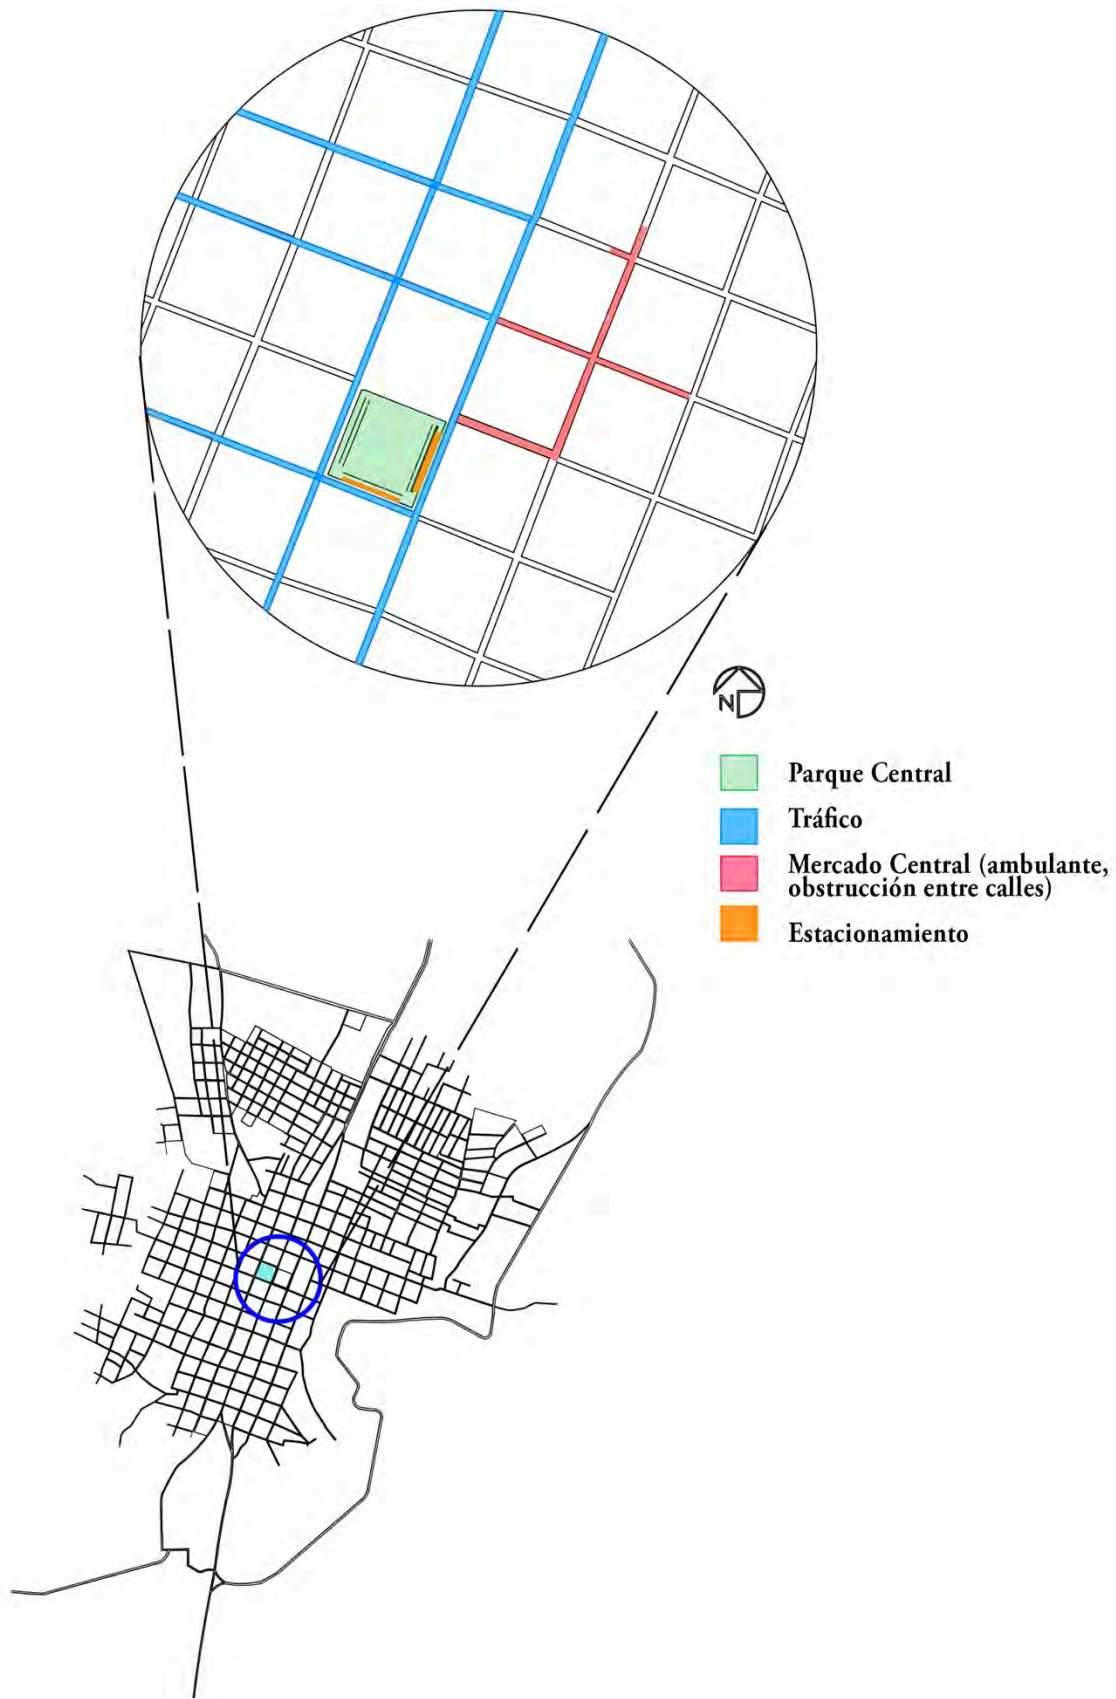 N
Parque Central
Tráfico
Mercado Central (ambulante,
obstrucción entre calles)
Estacionamiento